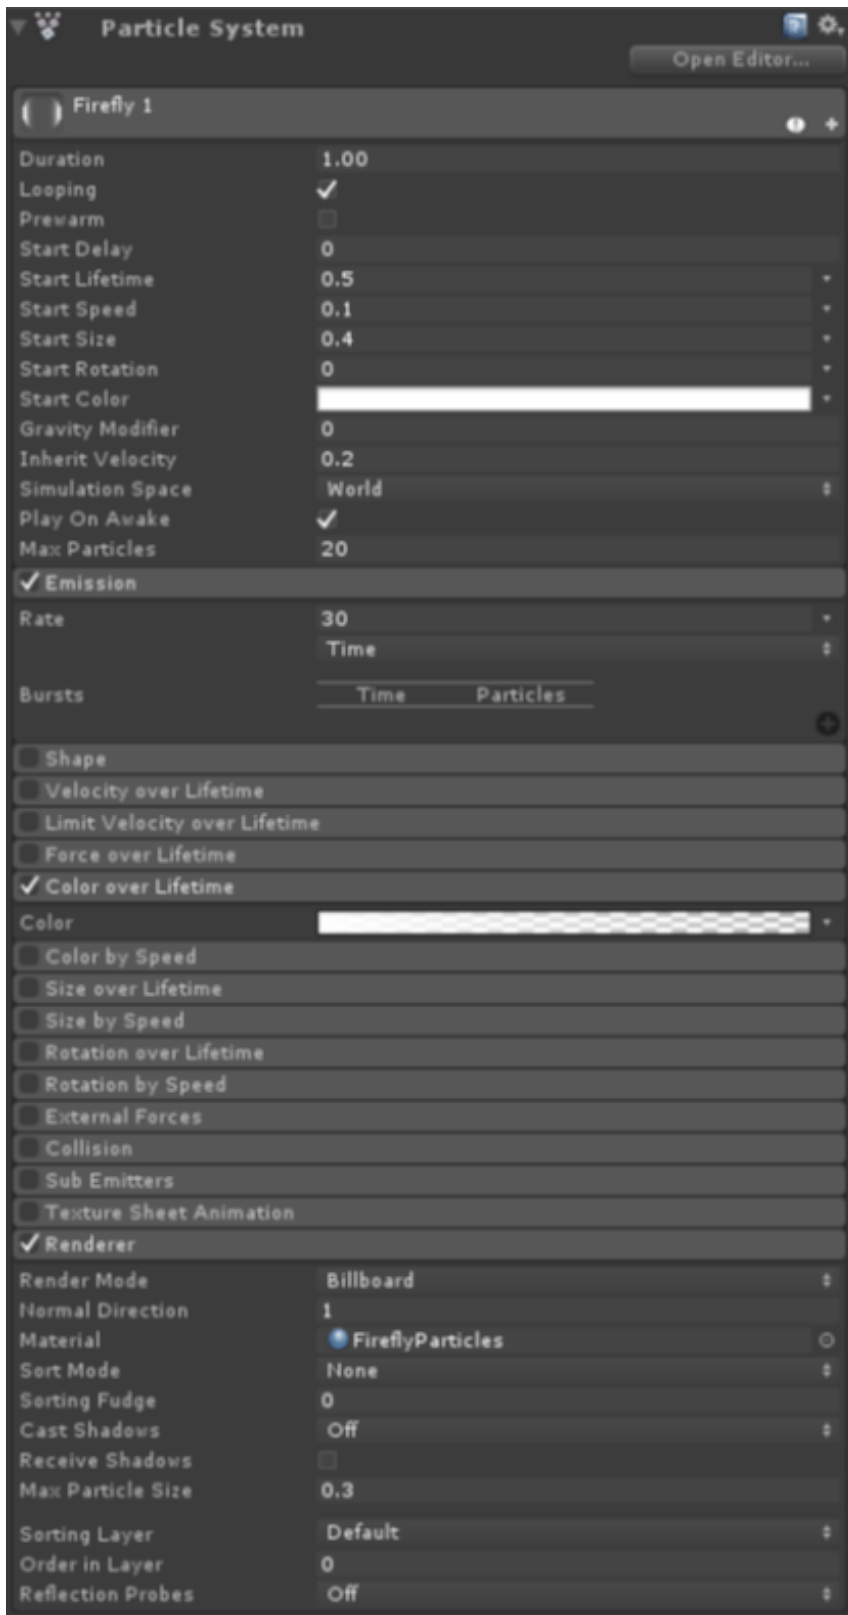 Particle System
Open Editor...
Firefly 1
Duration 1.00
Looping
Prewarm
Start Delay 0
Start Lifetime 0.5
Start Speed 0.1
Start Size 0.4
Start Rotation 0
Start Color
Gravity Modifier 0
Inherit Velocity 0.2
Simulation Space World
Play On Awake
Max Particles 20
Emission
Rate 30
Time
Bursts Time Particles
Shape
Velocity over Lifetime
Limit Velocity over Lifetime
Force over Lifetime
Color over Lifetime
Color
Color by Speed
Size over Lifetime
Size by Speed
Rotation over Lifetime
Rotation by Speed
External Forces
Collision
Sub Emitters
Texture Sheet Animation
Renderer
Render Mode Billboard
Normal Direction 1
Material FireflyParticles
Sort Mode None
Sorting Fudge 0
Cast Shadows Off
Receive Shadows
Max Particle Size 0.3
Sorting Layer Default
Order in Layer 0
Reflection Probes Off